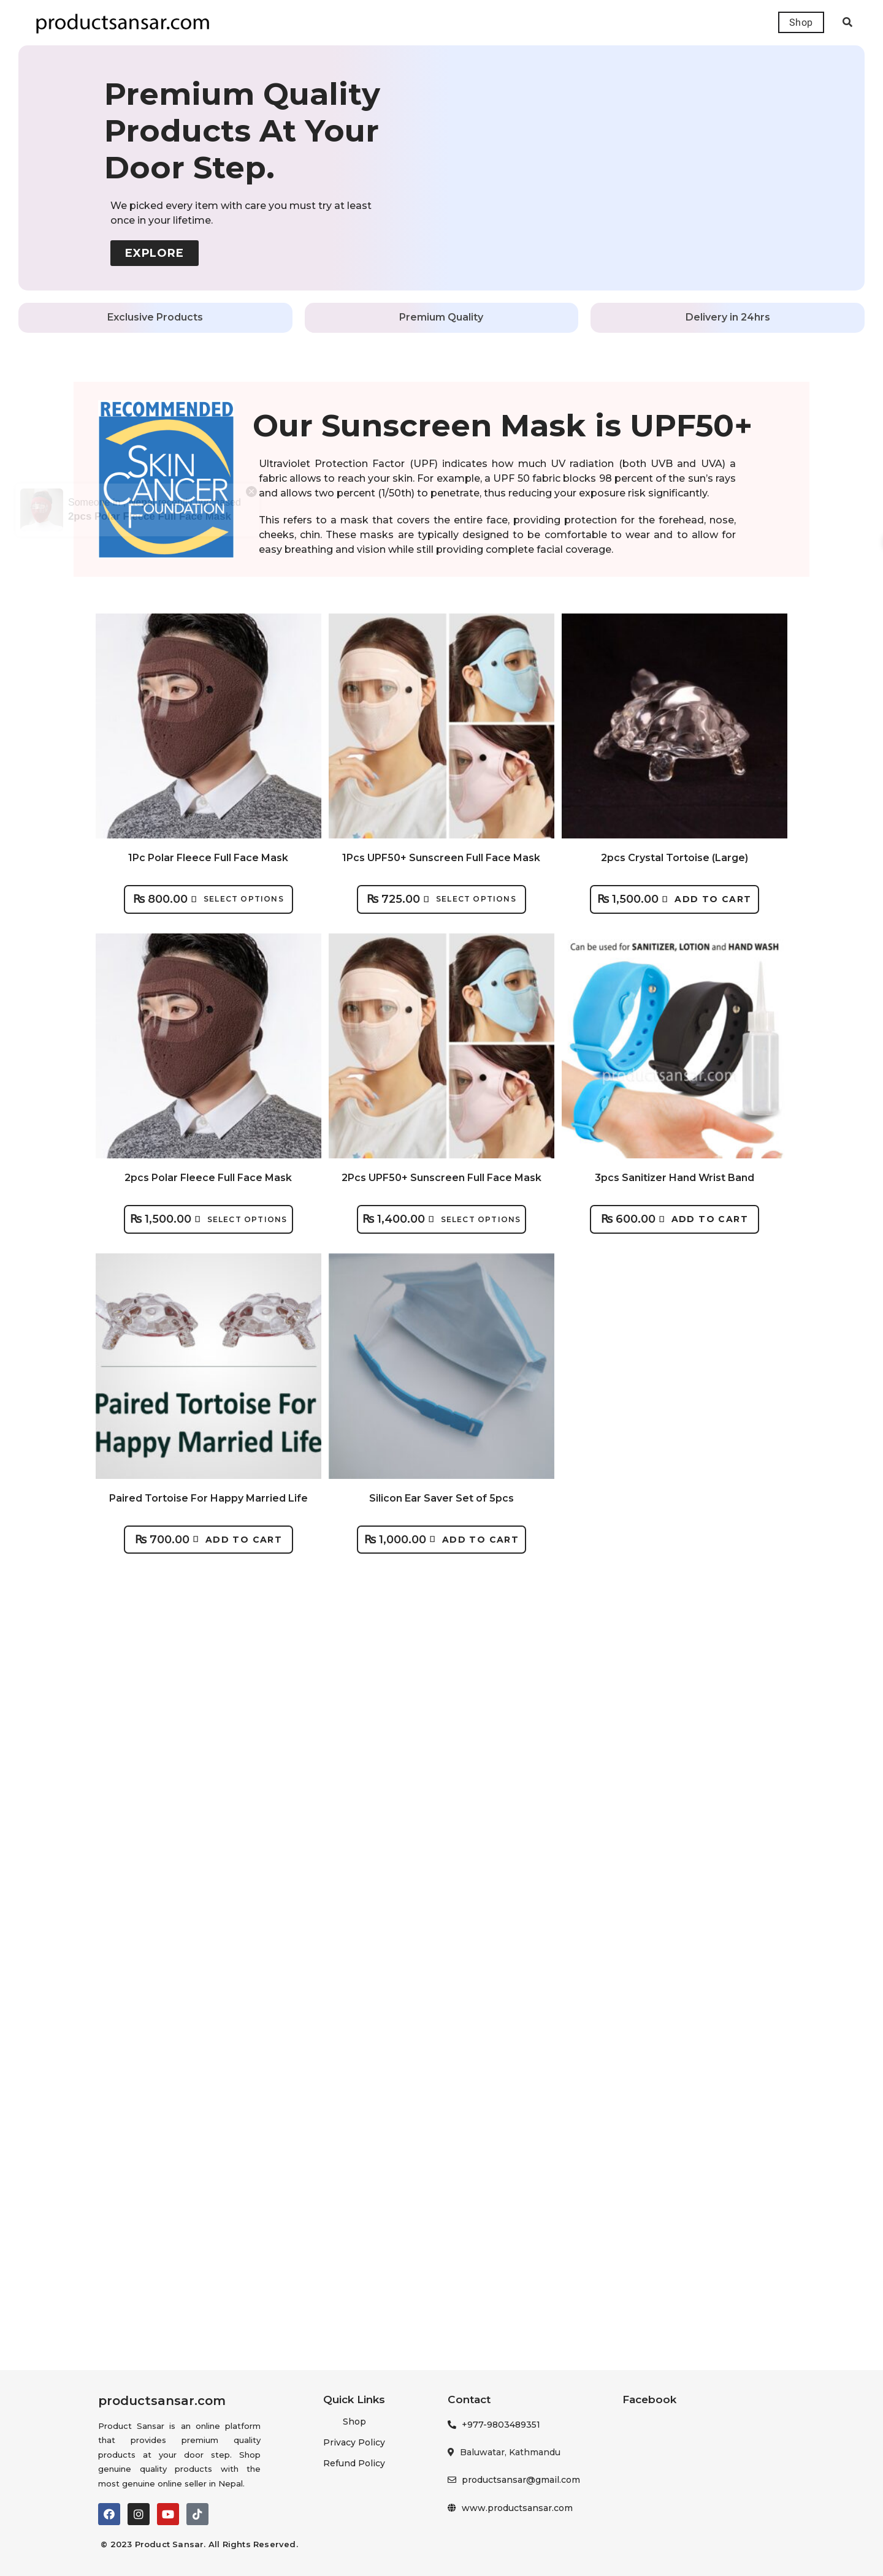 productsansar.com
Shop
Premium Quality
Products At Your
Door Step.
We picked every item with care you must try at least
once in your lifetime.
EXPLORE
Exclusive Products
Premium Quality
Delivery in 24hrs
RECOMMENDED
SKIN
CANCER
FOUNDATION
Our Sunscreen Mask is UPF50+
Ultraviolet Protection Factor (UPF) indicates how much UV radiation (both UVB and UVA) a
fabric allows to reach your skin. For example, a UPF 50 fabric blocks 98 percent of the sun's rays
and allows two percent (1/50th) to penetrate, thus reducing your exposure risk significantly.
This refers to a mask that covers the entire face, providing protection for the forehead, nose,
cheeks, chin. These masks are typically designed to be comfortable to wear and to allow for
easy breathing and vision while still providing complete facial coverage.
2pcs Polar Fleece Full Face Mask
1Pc Polar Fleece Full Face Mask
₨ 800.00 SELECT OPTIONS
1Pcs UPF50+ Sunscreen Full Face Mask
₨ 725.00 SELECT OPTIONS
2pcs Crystal Tortoise (Large)
₨ 1,500.00 ADD TO CART
2pcs Polar Fleece Full Face Mask
₨ 1,500.00 SELECT OPTIONS
2Pcs UPF50+ Sunscreen Full Face Mask
₨ 1,400.00 SELECT OPTIONS
Can be used for SANITIZER, LOTION and HAND WASH
productsansar.com
3pcs Sanitizer Hand Wrist Band
₨ 600.00 ADD TO CART
Paired Tortoise For
Happy Married Life
Paired Tortoise For Happy Married Life
₨ 700.00 ADD TO CART
Silicon Ear Saver Set of 5pcs
₨ 1,000.00 ADD TO CART
productsansar.com
Product Sansar is an online platform
that provides premium quality
products at your door step. Shop
genuine quality products with the
most genuine online seller in Nepal.
© 2023 Product Sansar. All Rights Reserved.
Quick Links
Shop
Privacy Policy
Refund Policy
Contact
+977-9803489351
Baluwatar, Kathmandu
productsansar@gmail.com
www.productsansar.com
Facebook